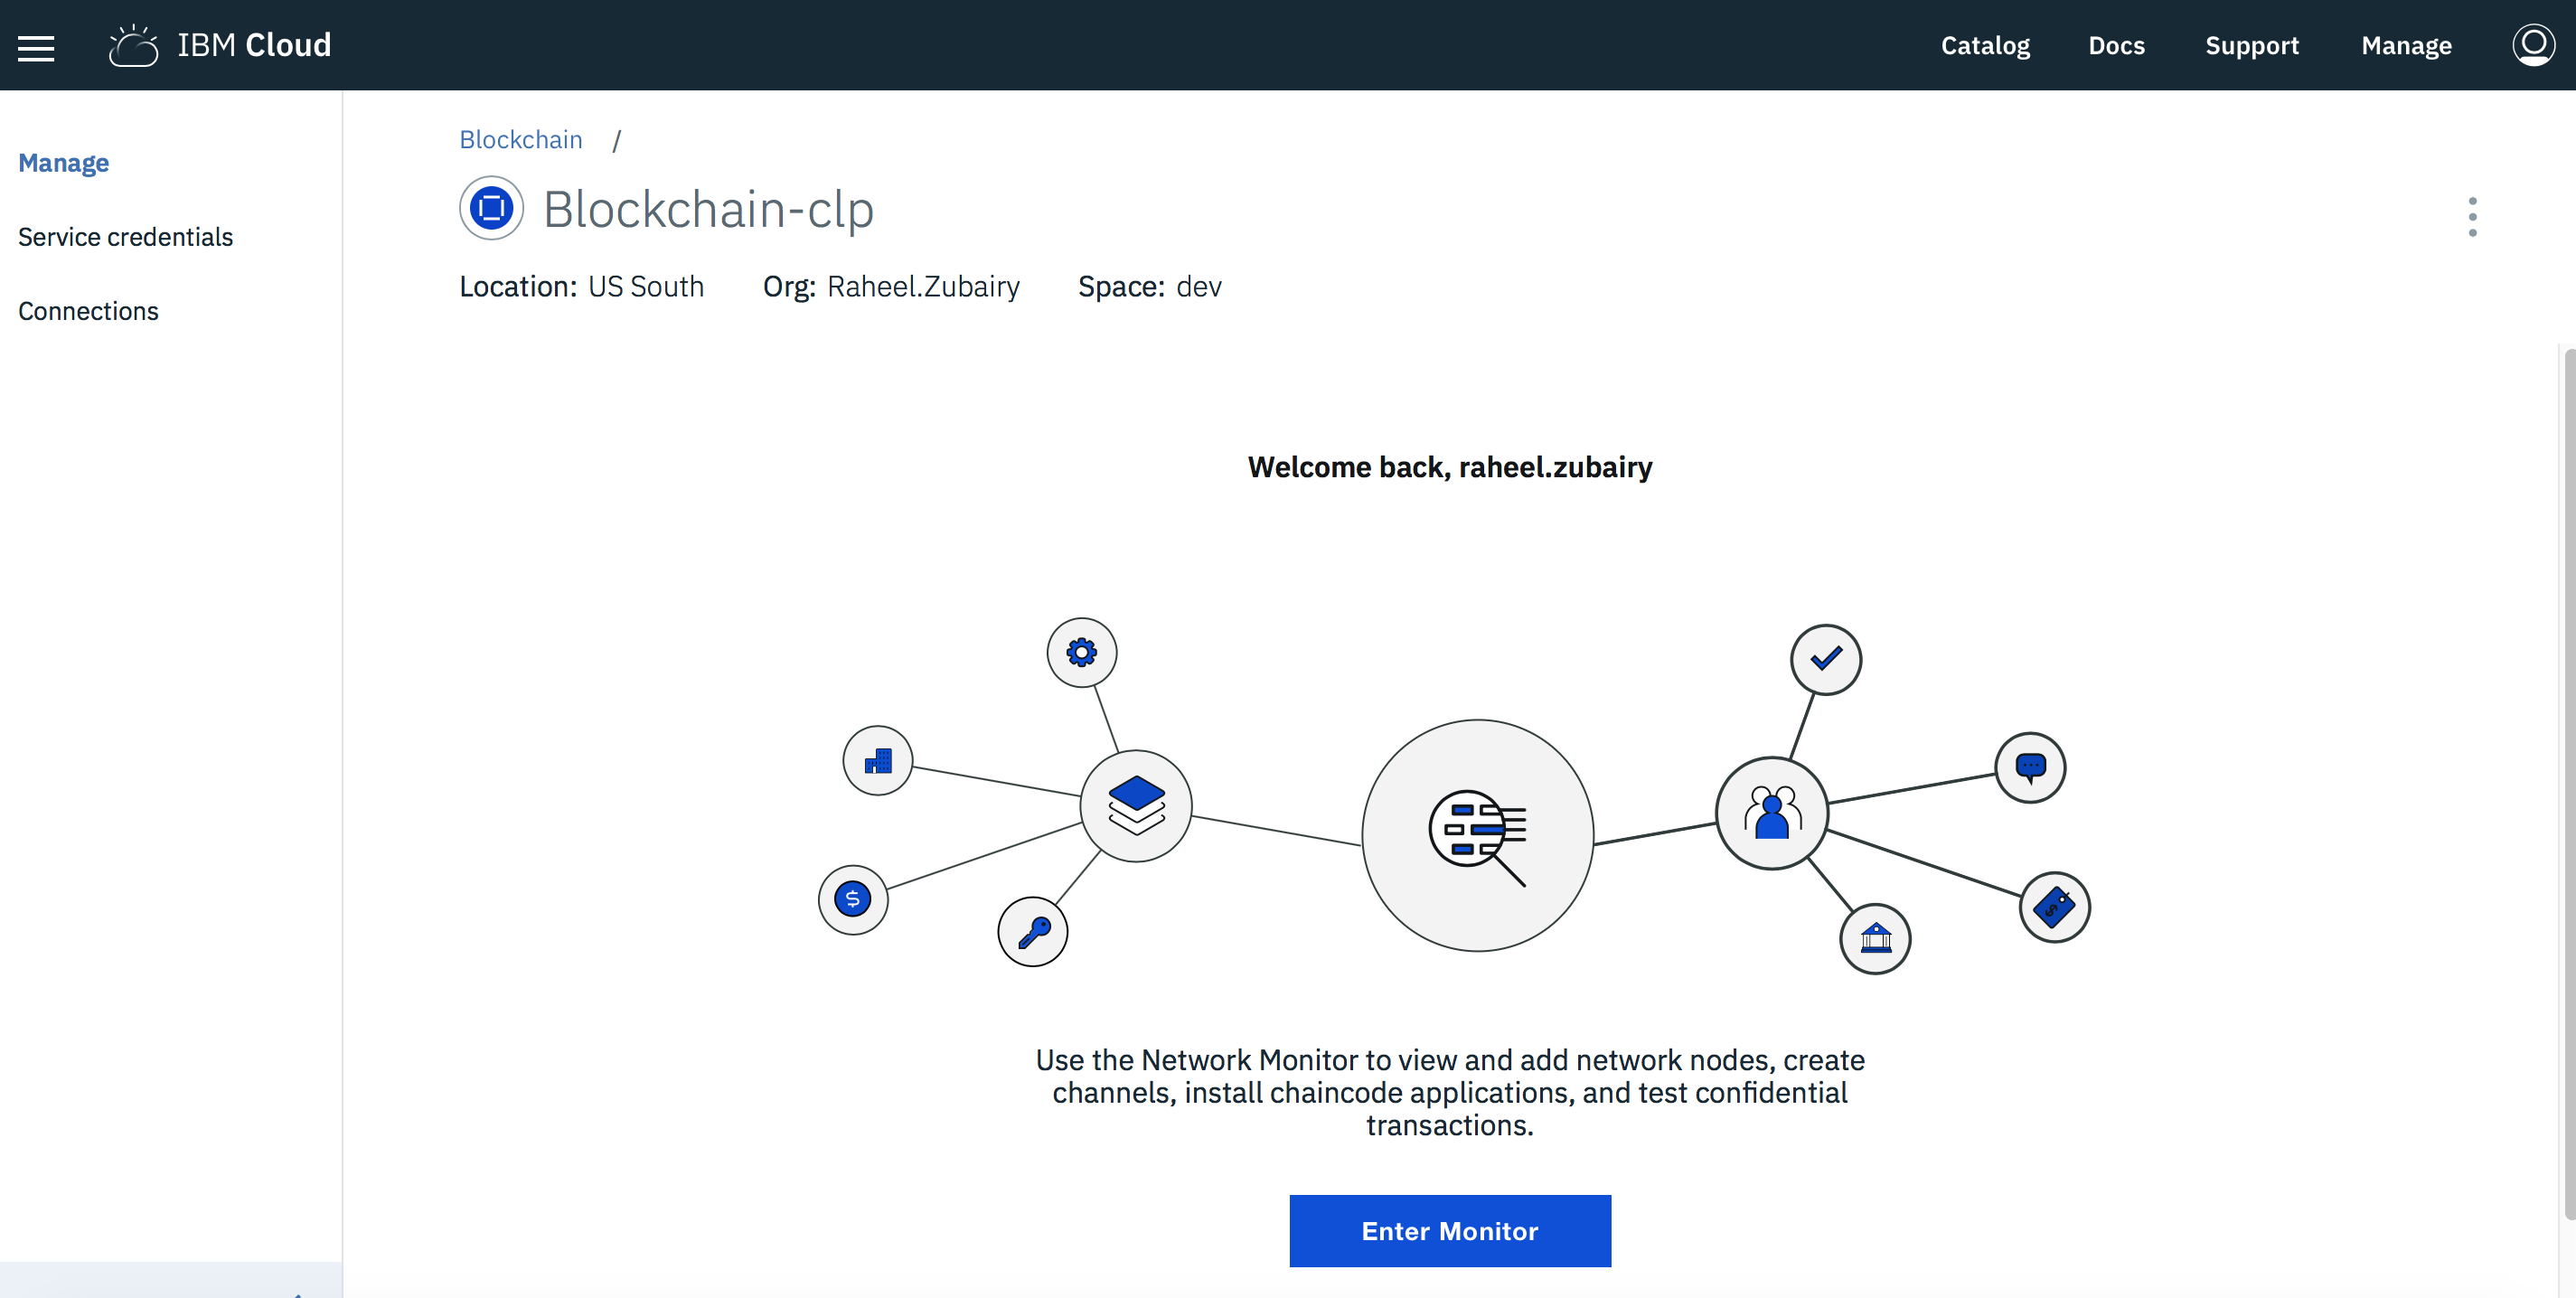 IBM Cloud
Catalog
Docs
Support
Manage
Manage
Service credentials
Connections
Blockchain /
Blockchain-clp
Location: US South Org: Raheel.Zubairy Space: dev
Welcome back, raheel.zubairy
$
$
Use the Network Monitor to view and add network nodes, create
channels, install chaincode applications, and test confidential
transactions.
Enter Monitor